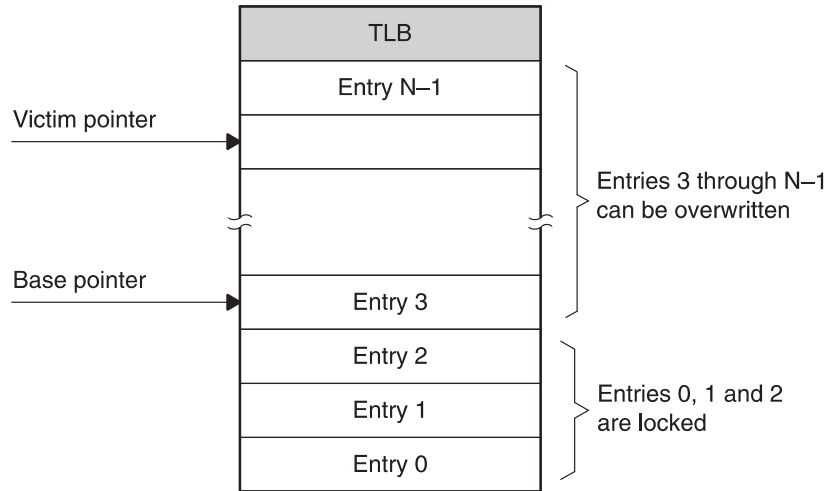 TLB
Entry N–1
Victim pointer
Entries 3 through N–1
can be overwritten
Base pointer
Entry 3
Entry 2
Entries 0, 1 and 2
are locked
Entry 1
Entry 0